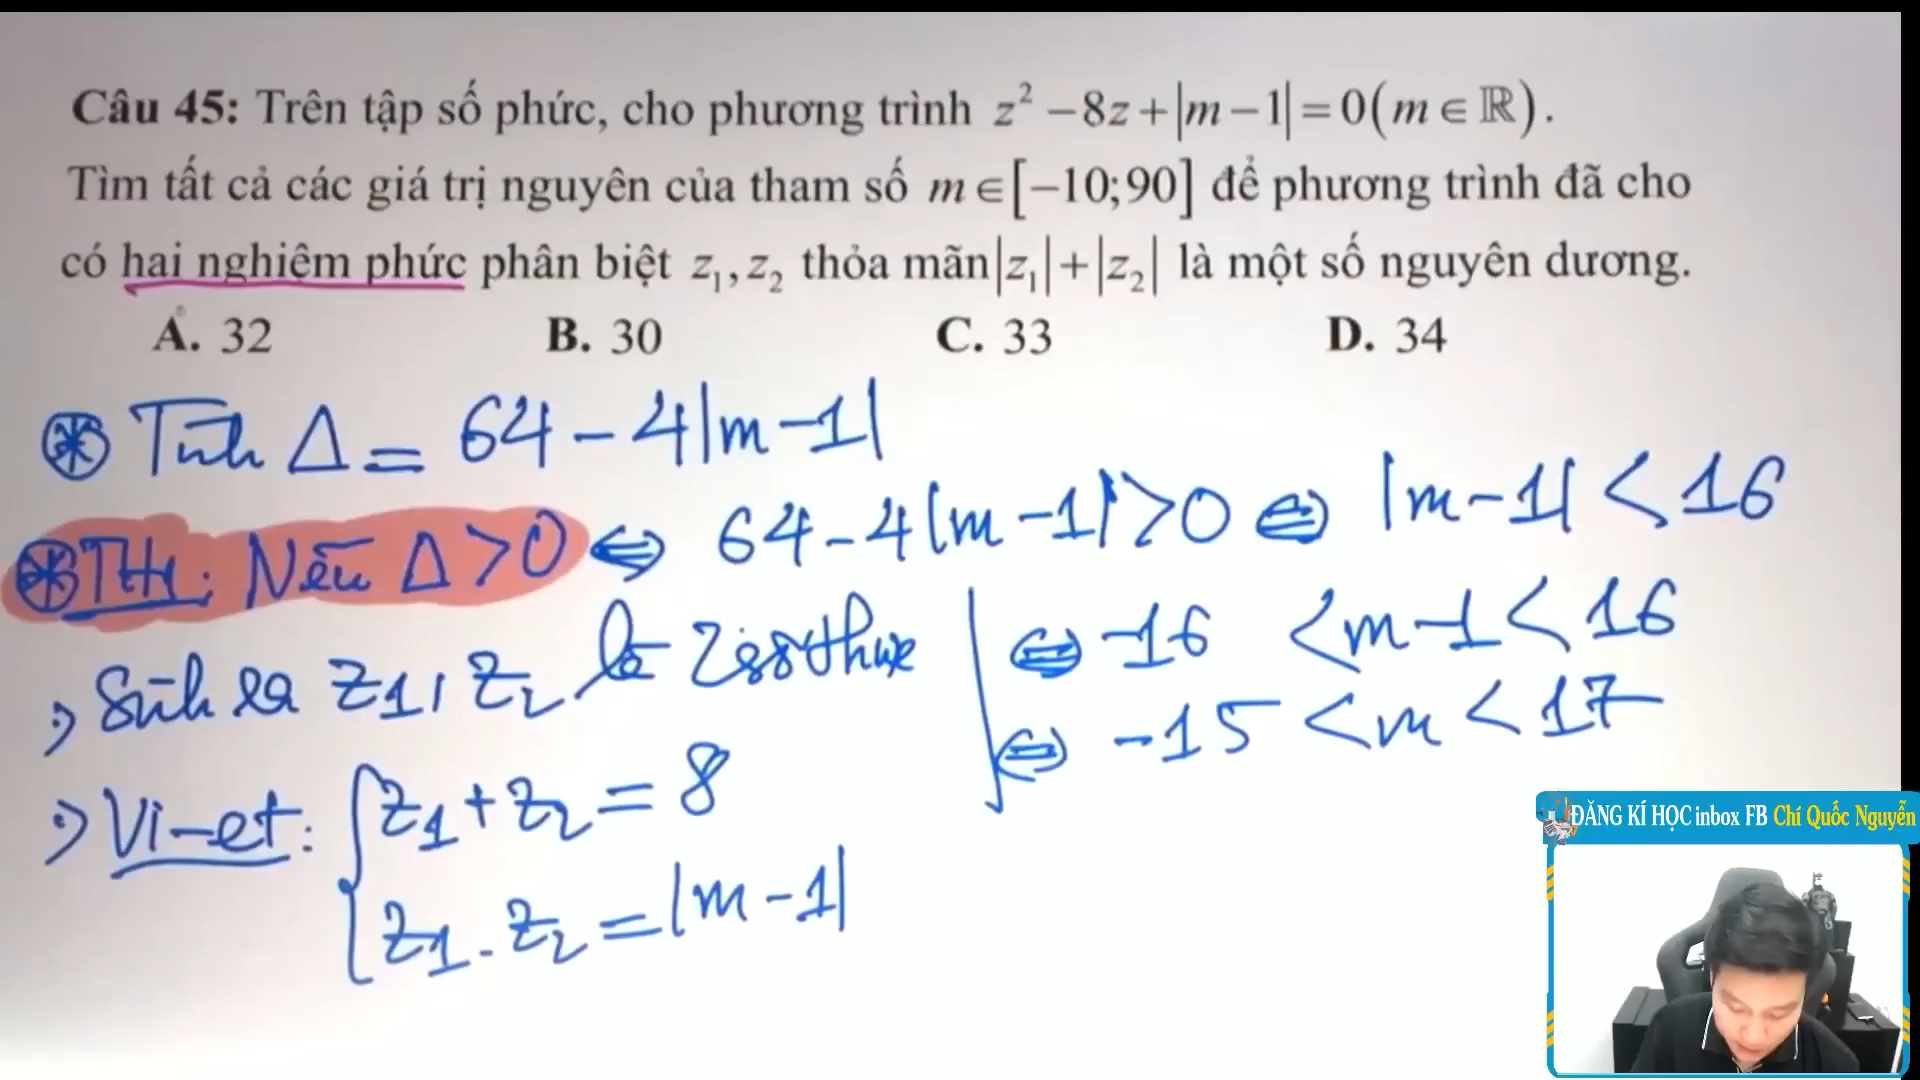 Câu 45: Trên tập số phức, cho phương trình z² − 8z + |m − 1| = 0 (m ∈ ℝ).
Tìm tất cả các giá trị nguyên của tham số m ∈ [−10; 90] để phương trình đã cho
có hai nghiệm phức phân biệt z₁, z₂ thỏa mãn |z₁| + |z₂| là một số nguyên dương.
A. 32 B. 30 C. 33 D. 34
⊛ Tính Δ = 64 − 4|m − 1|
⊛ TH1: Nếu Δ > 0 ⇔ 64 − 4|m − 1| > 0 ⇔ |m − 1| < 16
Sinh ra z1, z2 là 2 số thực
⇔ −16 < m − 1 < 16
⇔ −15 < m < 17
Vi-et: { z1 + z2 = 8
z1 . z2 = |m − 1|
ĐĂNG KÍ HỌC inbox FB Chí Quốc Nguyễn